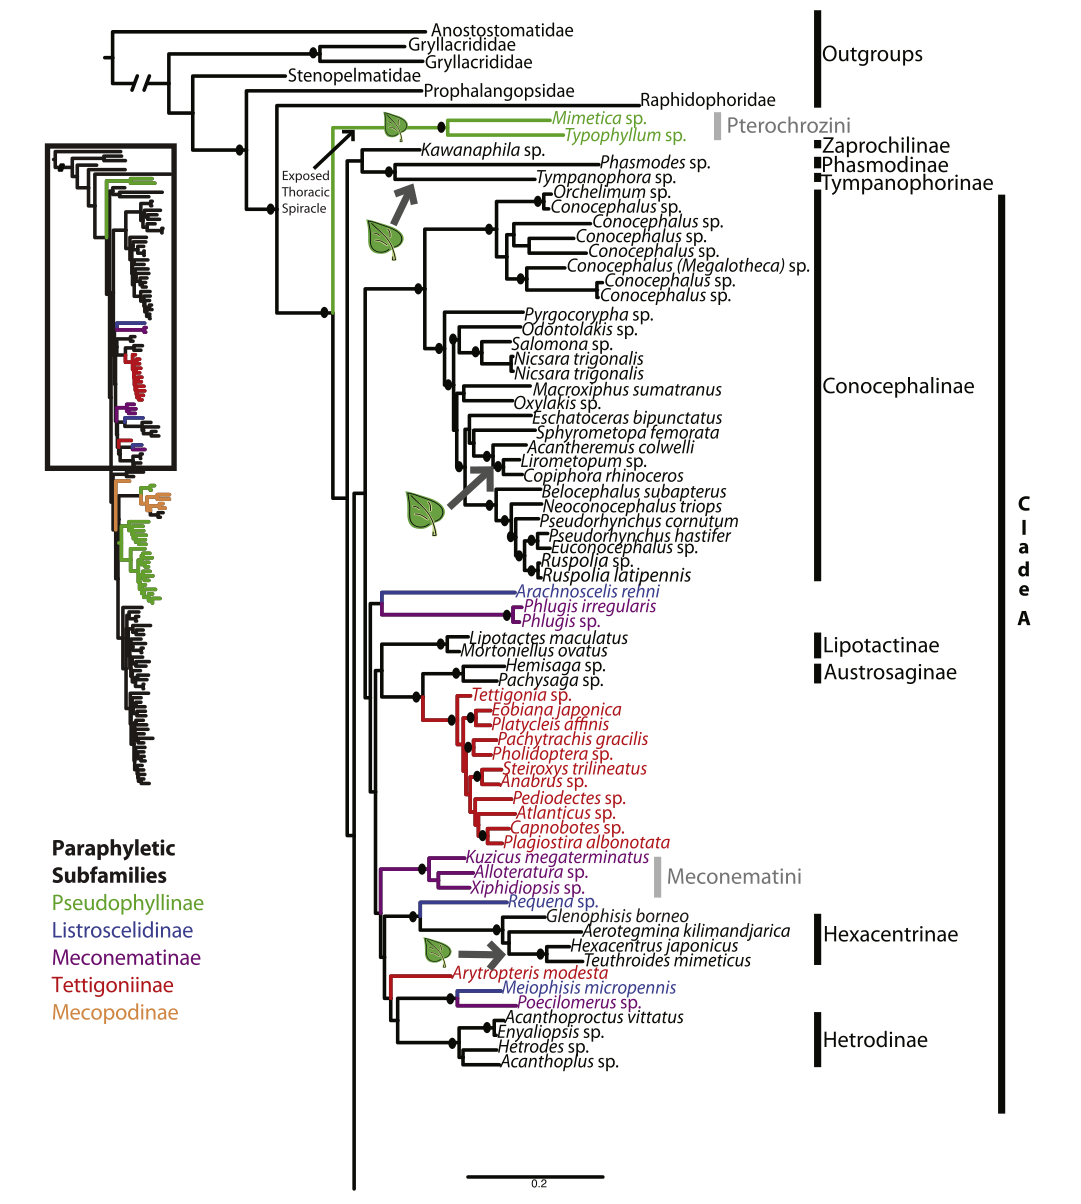 Anostostomatidae
Gryllacrididae
Gryllacrididae
Stenopelmatidae
Prophalangopsidae
Raphidophoridae
Outgroups
Mimetica sp.
Typophyllum sp.
Pterochrozini
Exposed
Thoracic
Spiracle
Kawanaphila sp.
Zaprochilinae
Phasmodes sp.
Phasmodinae
Tympanophora sp.
Tympanophorinae
Orchelimum sp.
Conocephalus sp.
Conocephalus sp.
Conocephalus sp.
Conocephalus sp.
Conocephalus (Megalotheca) sp.
Conocephalus sp.
Conocephalus sp.
Pyrgocorypha sp.
Odontolakis sp.
Salomona sp.
Nicsara trigonalis
Nicsara trigonalis
Macroxiphus sumatranus
Oxylakis sp.
Eschatoceras bipunctatus
Sphyrometopa femorata
Acantheremus colwelli
Lirometopum sp.
Copiphora rhinoceros
Belocephalus subapterus
Neoconocephalus triops
Pseudorhynchus cornutum
Pseudorhynchus hastifer
Euconocephalus sp.
Ruspolia sp.
Ruspolia latipennis
Conocephalinae
Clade A
Arachnoscelis rehni
Phlugis irregularis
Phlugis sp.
Lipotactes maculatus
Mortoniellus ovatus
Lipotactinae
Hemisaga sp.
Pachysaga sp.
Austrosaginae
Tettigonia sp.
Eobiana japonica
Platycleis affinis
Pachytrachis gracilis
Pholidoptera sp.
Steiroxys trilineatus
Anabrus sp.
Pediodectes sp.
Atlanticus sp.
Capnobotes sp.
Plagiostira albonotata
Kuzicus megaterminatus
Alloteratura sp.
Xiphidiopsis sp.
Meconematini
Requena sp.
Glenophisis borneo
Aerotegmina kilimandjarica
Hexacentrus japonicus
Teuthroides mimeticus
Hexacentrinae
Arytropteris modesta
Meiophisis micropennis
Poecilomerus sp.
Acanthoproctus vittatus
Enyaliopsis sp.
Hetrodes sp.
Acanthoplus sp.
Hetrodinae
Paraphyletic
Subfamilies
Pseudophyllinae
Listroscelidinae
Meconematinae
Tettigoniinae
Mecopodinae
0.2